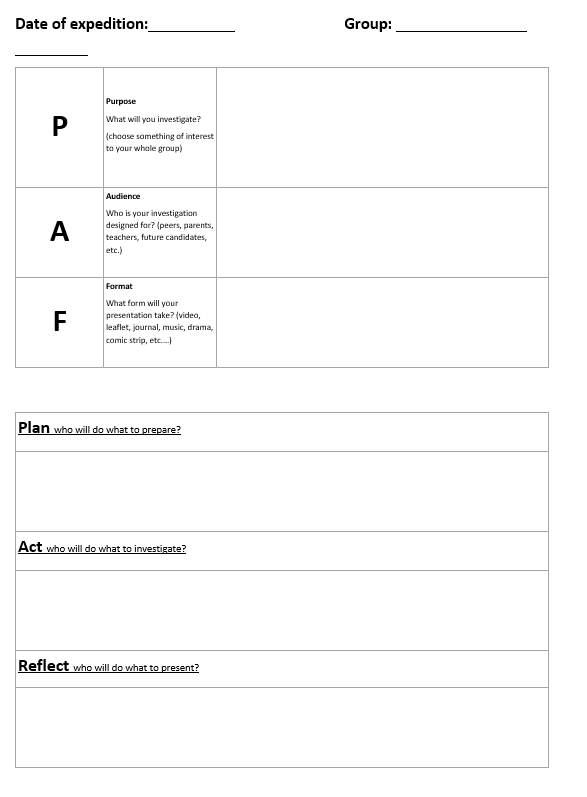 Date of expedition:__________ Group: _______________
_________
P
Purpose
What will you investigate?
(choose something of interest
to your whole group)
A
Audience
Who is your investigation
designed for? (peers, parents,
teachers, future candidates,
etc.)
F
Format
What form will your
presentation take? (video,
leaflet, journal, music, drama,
comic strip, etc....)
Plan who will do what to prepare?
Act who will do what to investigate?
Reflect who will do what to present?